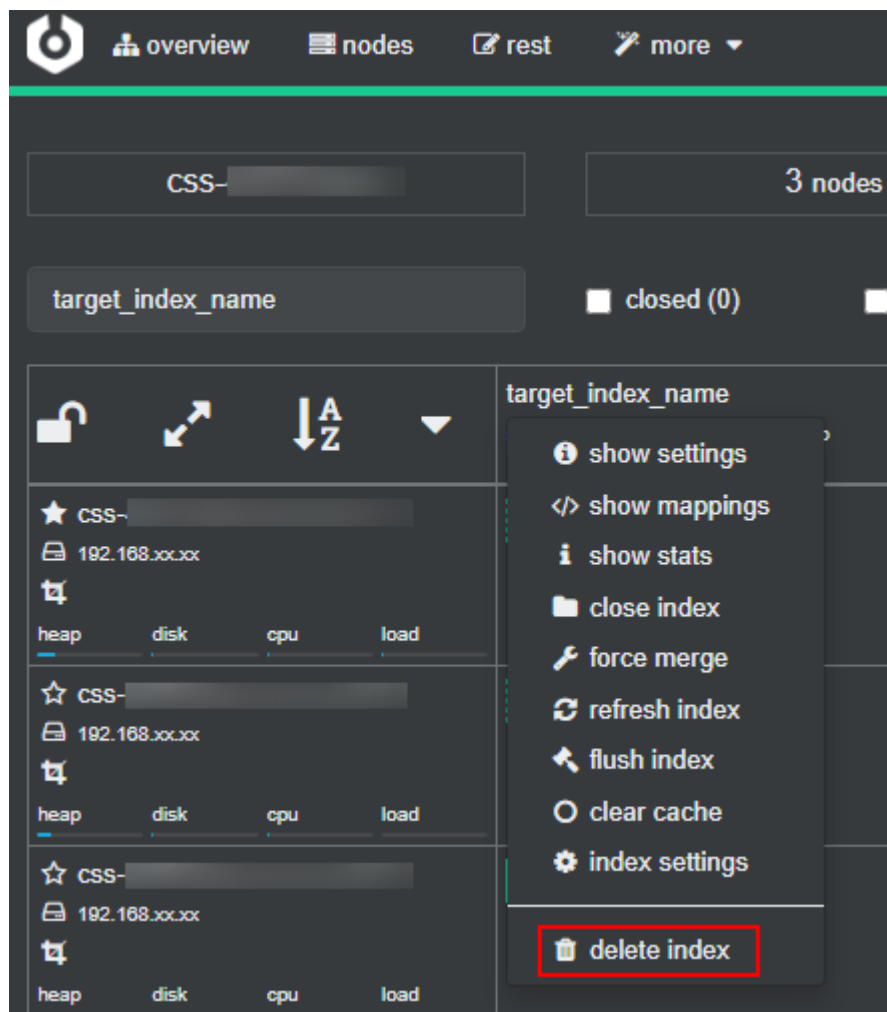 overview nodes rest more
CSS-
3 nodes
target_index_name
closed (0)
target_index_name
show settings
show mappings
show stats
close index
force merge
refresh index
flush index
clear cache
index settings
delete index
A
Z
css-
192.168.xx.xx
heap disk cpu load
css-
192.168.xx.xx
heap disk cpu load
css-
192.168.xx.xx
heap disk cpu load